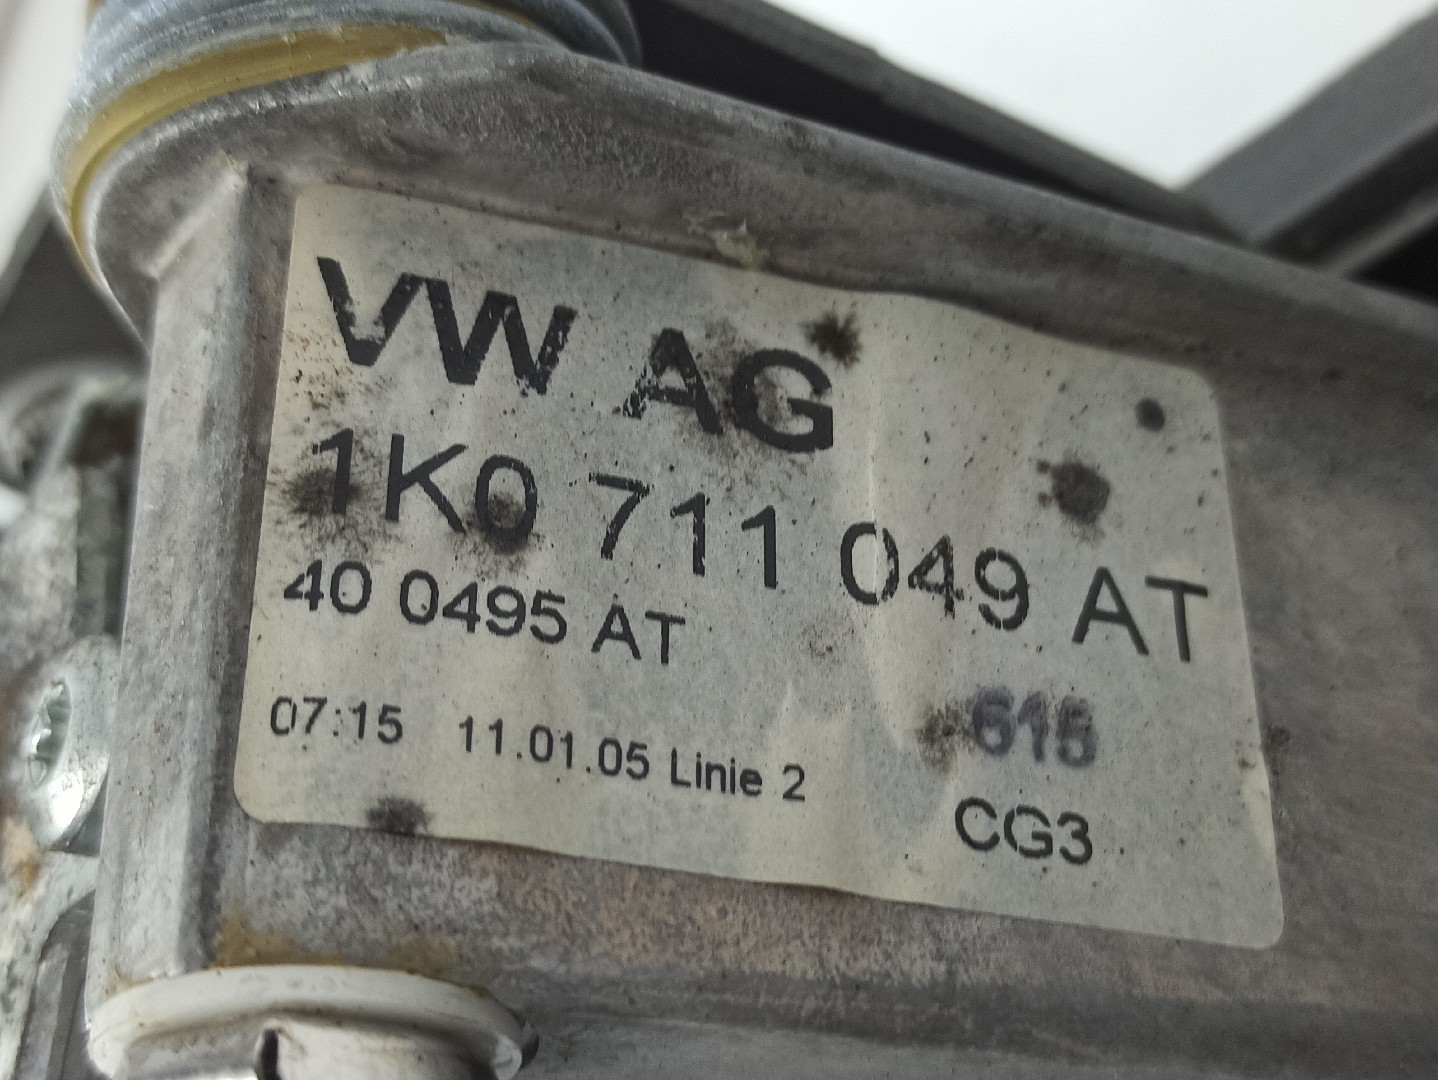 VW AG
1K0 711 049 AT
40 0495 AT
07:15 11.01.05 Linie 2
615
CG3